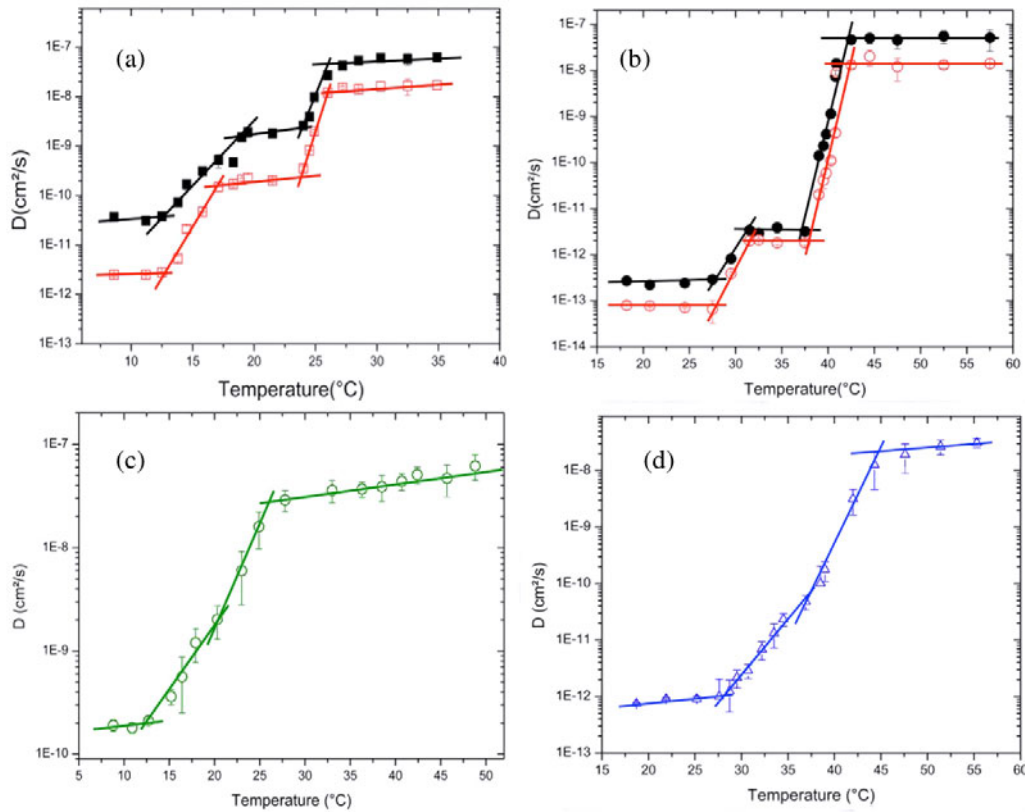 (a)
1E-7
1E-8
1E-9
1E-10
1E-11
1E-12
1E-13
D(cm²/s)
10 15 20 25 30 35 40
Temperature(°C)
(b)
1E-7
1E-8
1E-9
1E-10
1E-11
1E-12
1E-13
1E-14
D(cm²/s)
15 20 25 30 35 40 45 50 55 60
Temperature(°C)
(c)
1E-7
1E-8
1E-9
1E-10
D (cm²/s)
5 10 15 20 25 30 35 40 45 50
Temperature (°C)
(d)
1E-8
1E-9
1E-10
1E-11
1E-12
1E-13
D (cm²/s)
15 20 25 30 35 40 45 50 55 60
Temperature (°C)